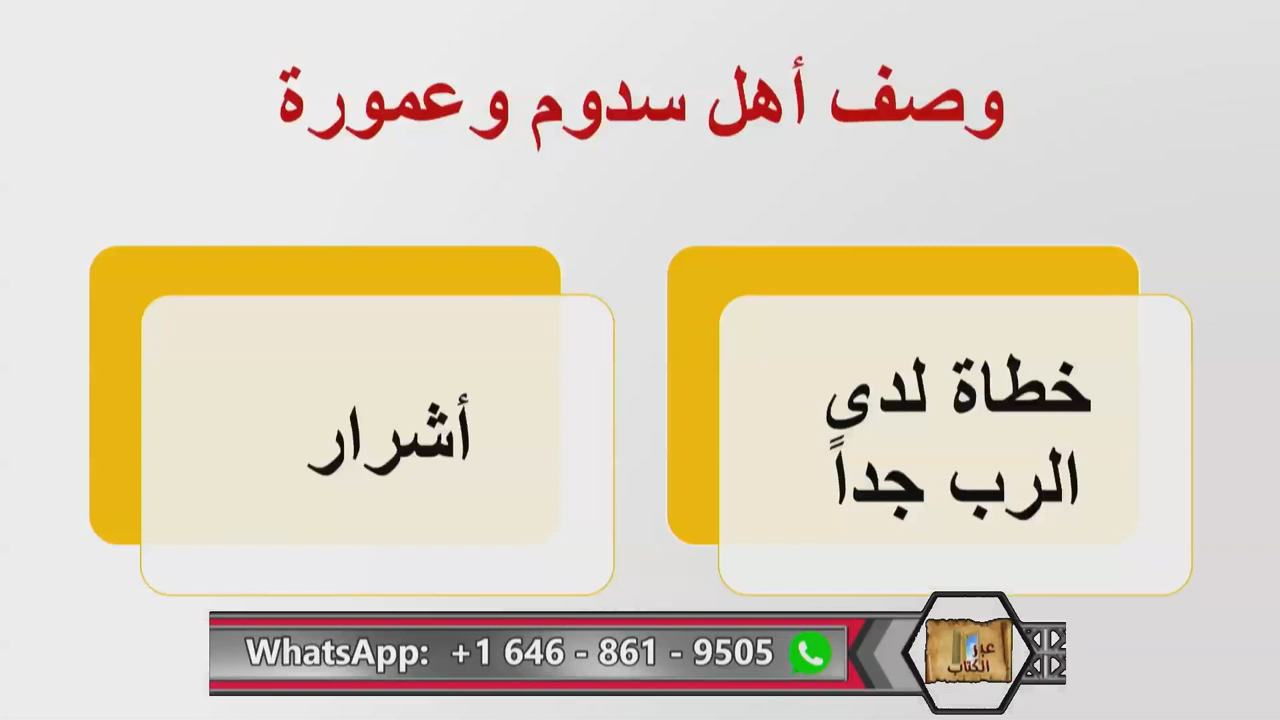 وصف أهل سدوم وعمورة
خطاة لدى
الرب جداً
أشرار
WhatsApp: +1 646 - 861 - 9505
عبر
الكتاب